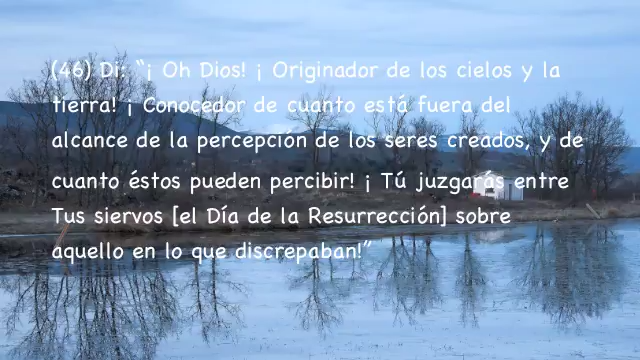 (46) Di: “¡ Oh Dios! ¡ Originador de los cielos y la
tierra! ¡ Conocedor de cuanto está fuera del
alcance de la percepción de los seres creados, y de
cuanto éstos pueden percibir! ¡ Tú juzgarás entre
Tus siervos [el Día de la Resurrección] sobre
aquello en lo que discrepaban!”